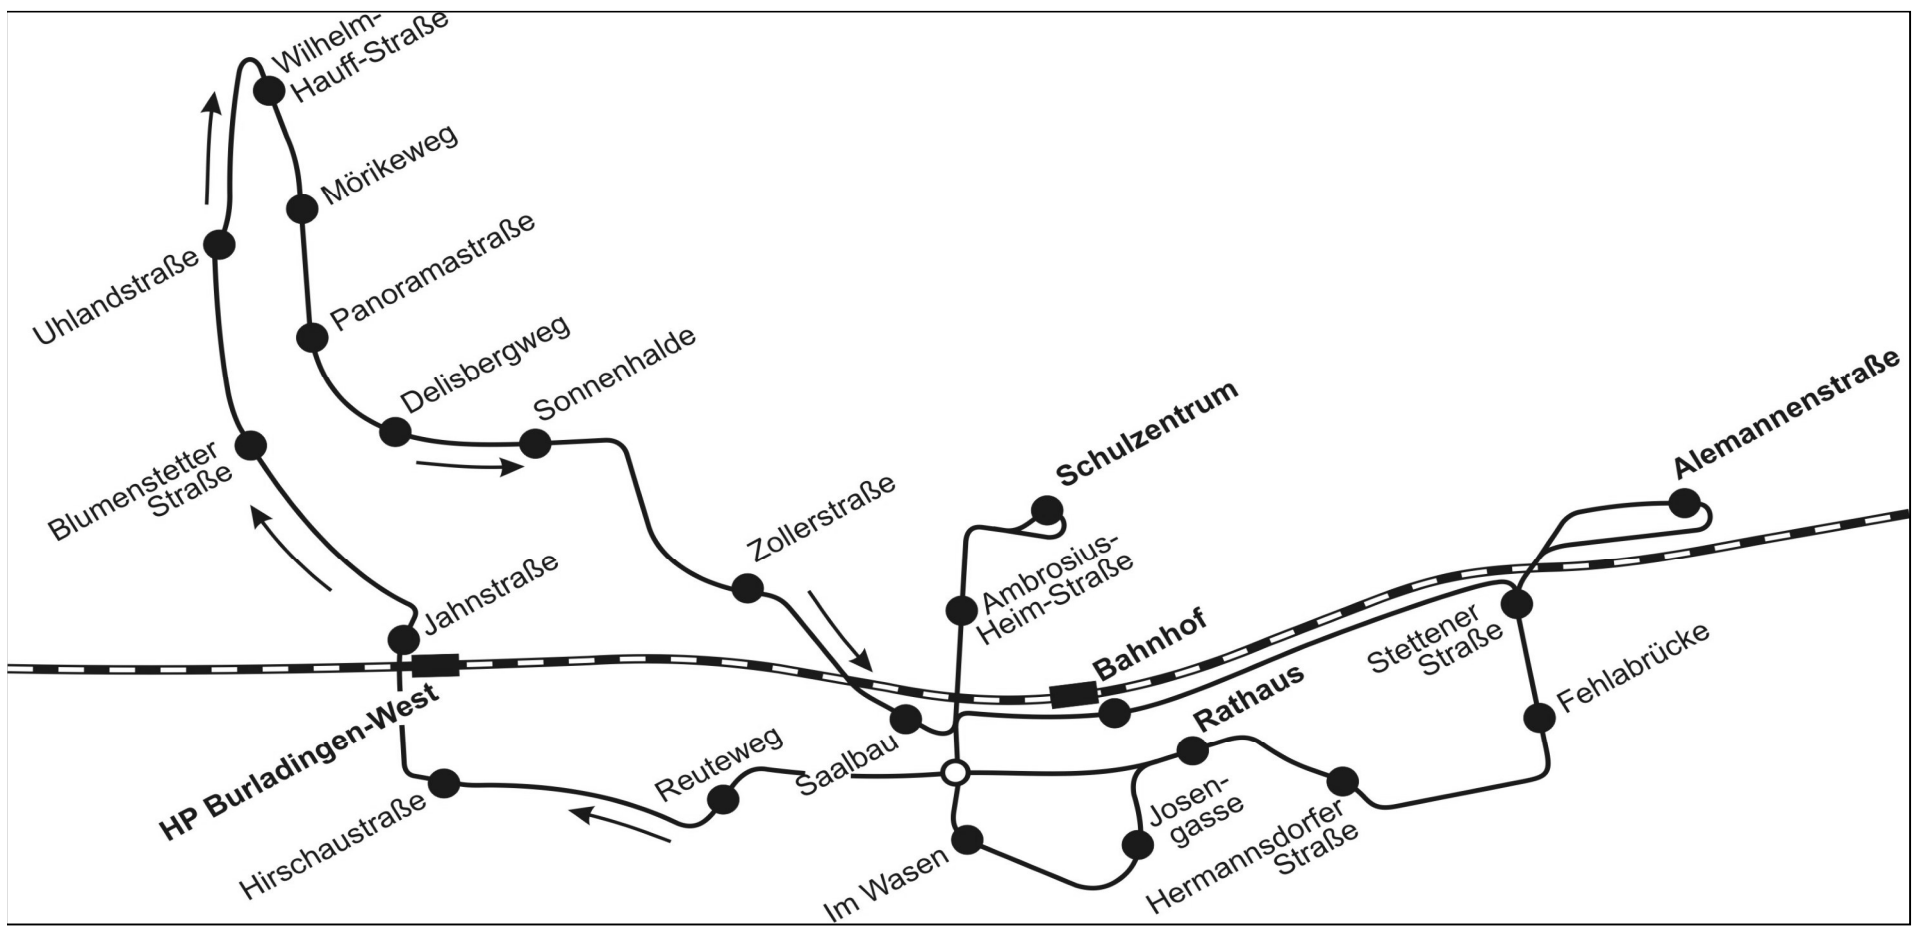 Wilhelm-
Hauff-Straße
Mörikeweg
Uhlandstraße
Panoramastraße
Delisbergweg
Sonnenhalde
Blumenstetter
Straße
Jahnstraße
Zollerstraße
Schulzentrum
Ambrosius-
Heim-Straße
Alemannenstraße
Bahnhof
Rathaus
Stettener
Straße
Fehlabrücke
HP Burladingen-West
Hirschaustraße
Reuteweg
Saalbau
Im Wasen
Josen-
gasse
Hermannsdorfer
Straße